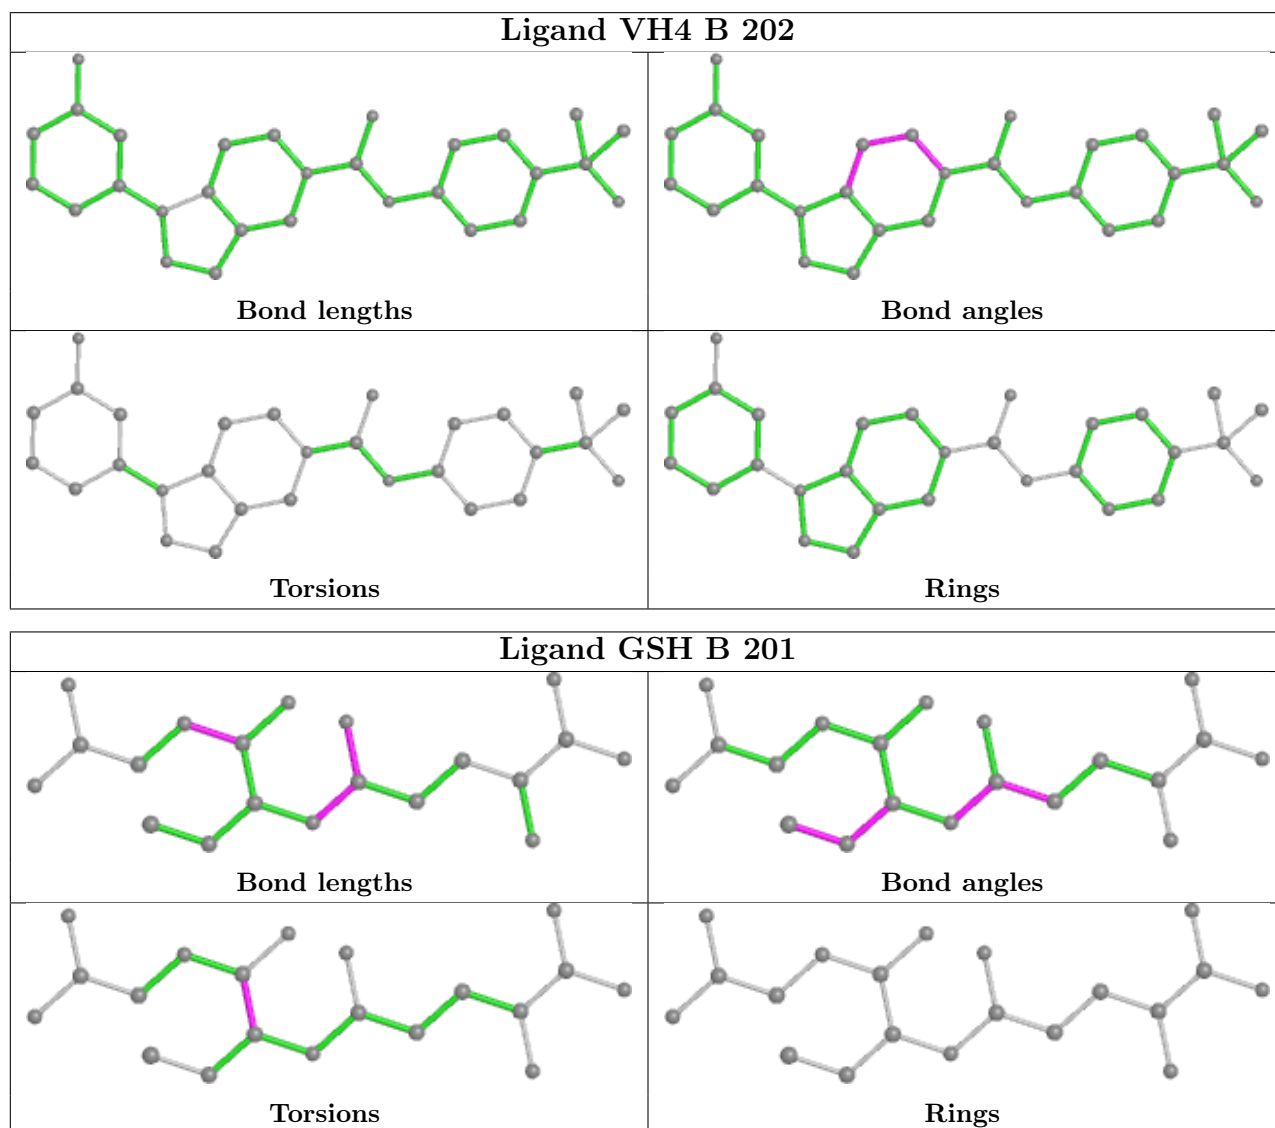 Ligand VH4 B 202
Bond lengths
Bond angles
Torsions
Rings
Ligand GSH B 201
Bond lengths
Bond angles
Torsions
Rings